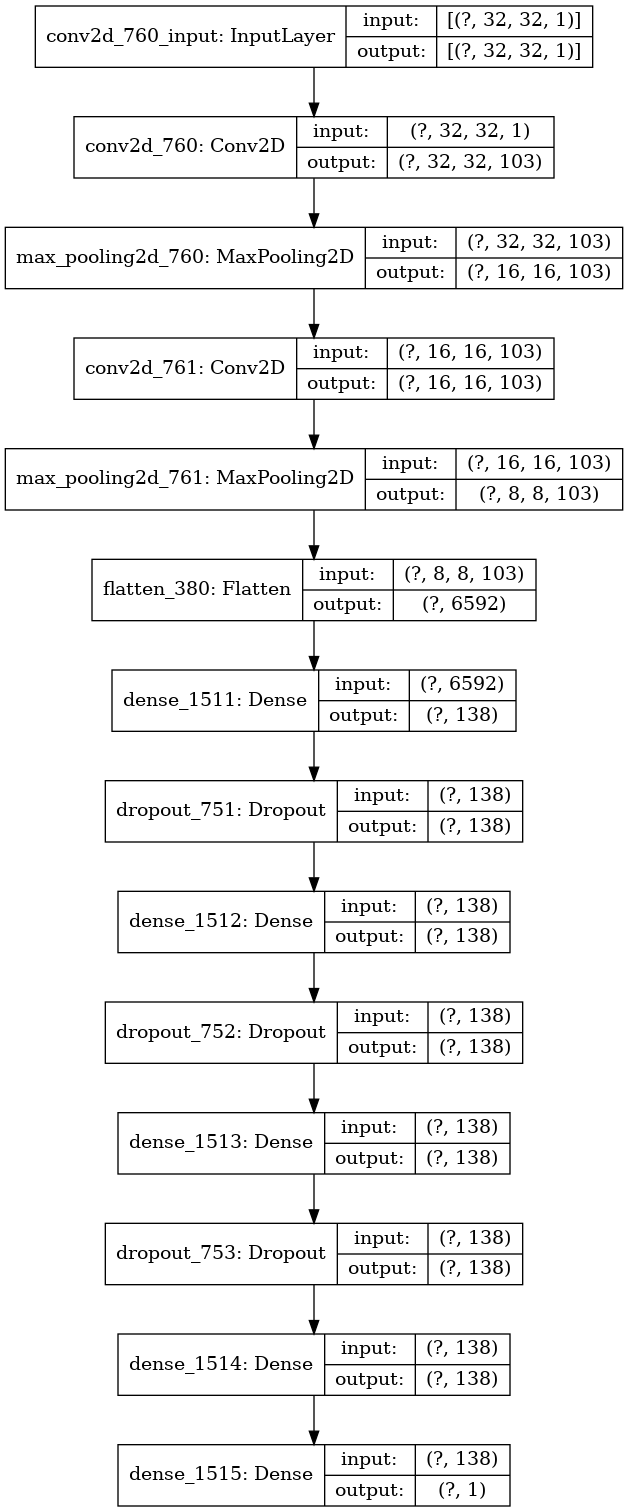 conv2d_760_input: InputLayer
input: [(?, 32, 32, 1)]
output: [(?, 32, 32, 1)]
conv2d_760: Conv2D
input: (?, 32, 32, 1)
output: (?, 32, 32, 103)
max_pooling2d_760: MaxPooling2D
input: (?, 32, 32, 103)
output: (?, 16, 16, 103)
conv2d_761: Conv2D
input: (?, 16, 16, 103)
output: (?, 16, 16, 103)
max_pooling2d_761: MaxPooling2D
input: (?, 16, 16, 103)
output: (?, 8, 8, 103)
flatten_380: Flatten
input: (?, 8, 8, 103)
output: (?, 6592)
dense_1511: Dense
input: (?, 6592)
output: (?, 138)
dropout_751: Dropout
input: (?, 138)
output: (?, 138)
dense_1512: Dense
input: (?, 138)
output: (?, 138)
dropout_752: Dropout
input: (?, 138)
output: (?, 138)
dense_1513: Dense
input: (?, 138)
output: (?, 138)
dropout_753: Dropout
input: (?, 138)
output: (?, 138)
dense_1514: Dense
input: (?, 138)
output: (?, 138)
dense_1515: Dense
input: (?, 138)
output: (?, 1)